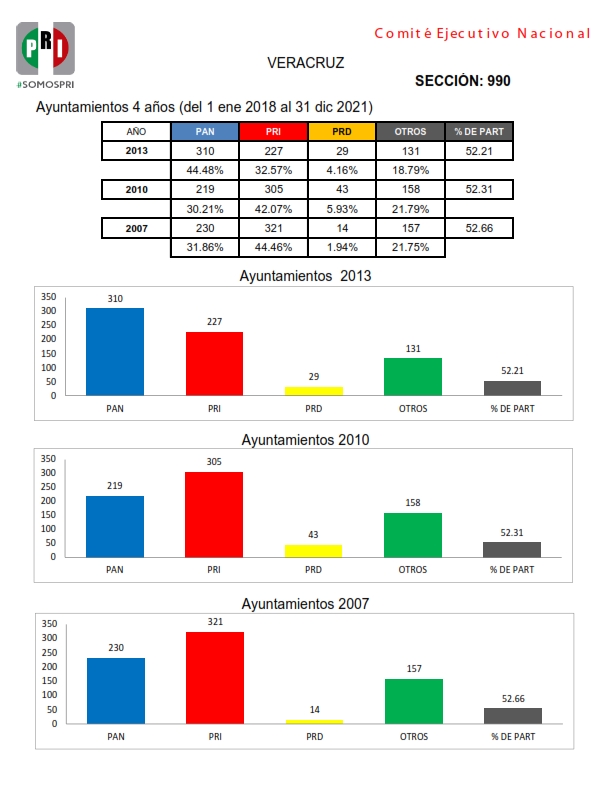 Comité Ejecutivo Nacional
PRI
#SOMOSPRI
VERACRUZ
SECCIÓN: 990
Ayuntamientos 4 años (del 1 ene 2018 al 31 dic 2021)
AÑO PAN PRI PRD OTROS % DE PART
2013 310 227 29 131 52.21
44.48% 32.57% 4.16% 18.79%
2010 219 305 43 158 52.31
30.21% 42.07% 5.93% 21.79%
2007 230 321 14 157 52.66
31.86% 44.46% 1.94% 21.75%
Ayuntamientos 2013
350
300
250
200
150
100
50
0
310
227
29
131
52.21
PAN PRI PRD OTROS % DE PART
Ayuntamientos 2010
350
300
250
200
150
100
50
0
219
305
43
158
52.31
PAN PRI PRD OTROS % DE PART
Ayuntamientos 2007
350
300
250
200
150
100
50
0
230
321
14
157
52.66
PAN PRI PRD OTROS % DE PART